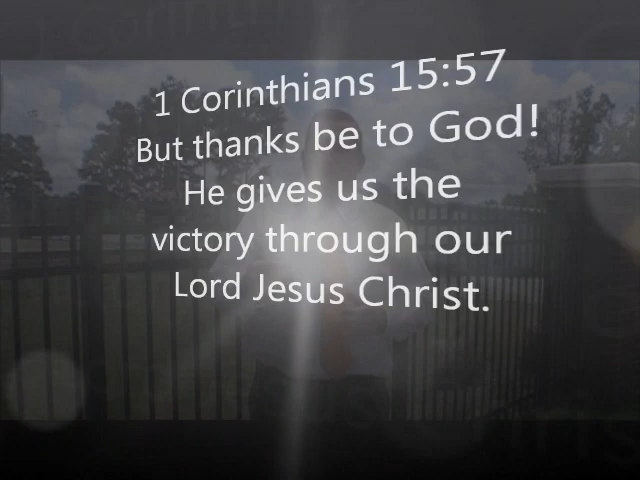 1 Corinthians 15:57
But thanks be to God!
He gives us the
victory through our
Lord Jesus Christ.